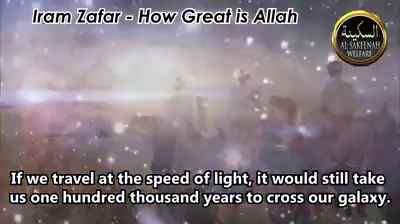 Iram Zafar - How Great is Allah
السكينة
AL-SAKEENAH
WELFARE
If we travel at the speed of light, it would still take
us one hundred thousand years to cross our galaxy.